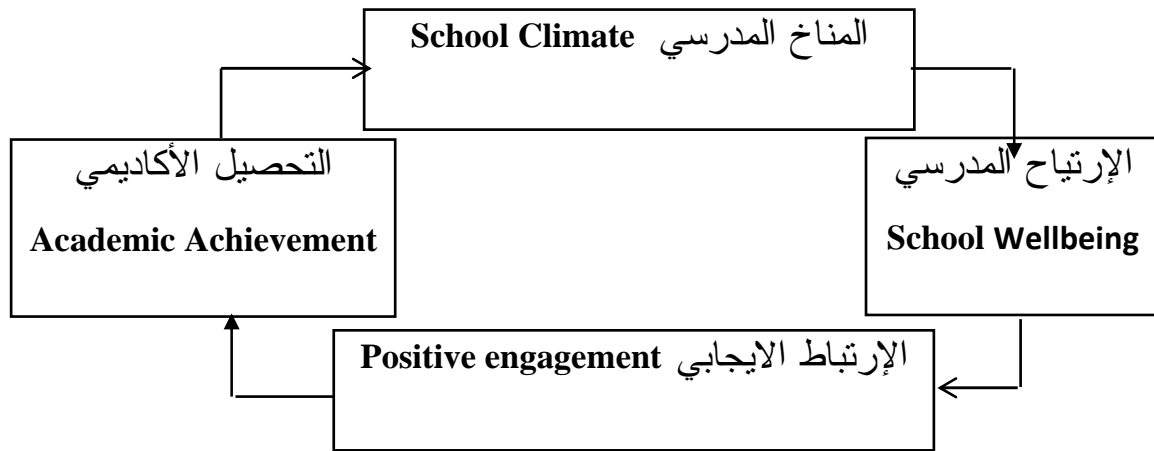 School Climate المناخ المدرسي
التحصيل الأكاديمي
Academic Achievement
الإرتياح المدرسي
School Wellbeing
Positive engagement الإرتباط الايجابي